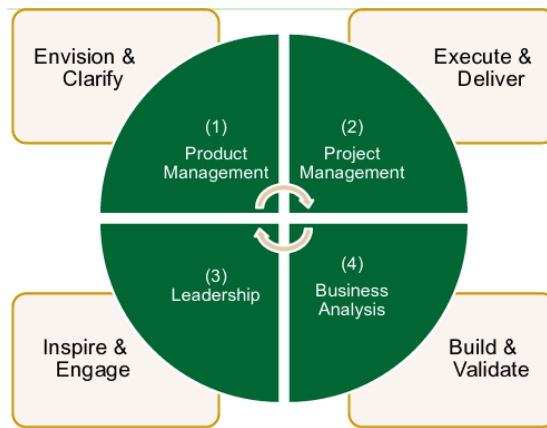 Envision &
Clarify
Execute &
Deliver
(1)
Product
Management
(2)
Project
Management
(3)
Leadership
(4)
Business
Analysis
Inspire &
Engage
Build &
Validate